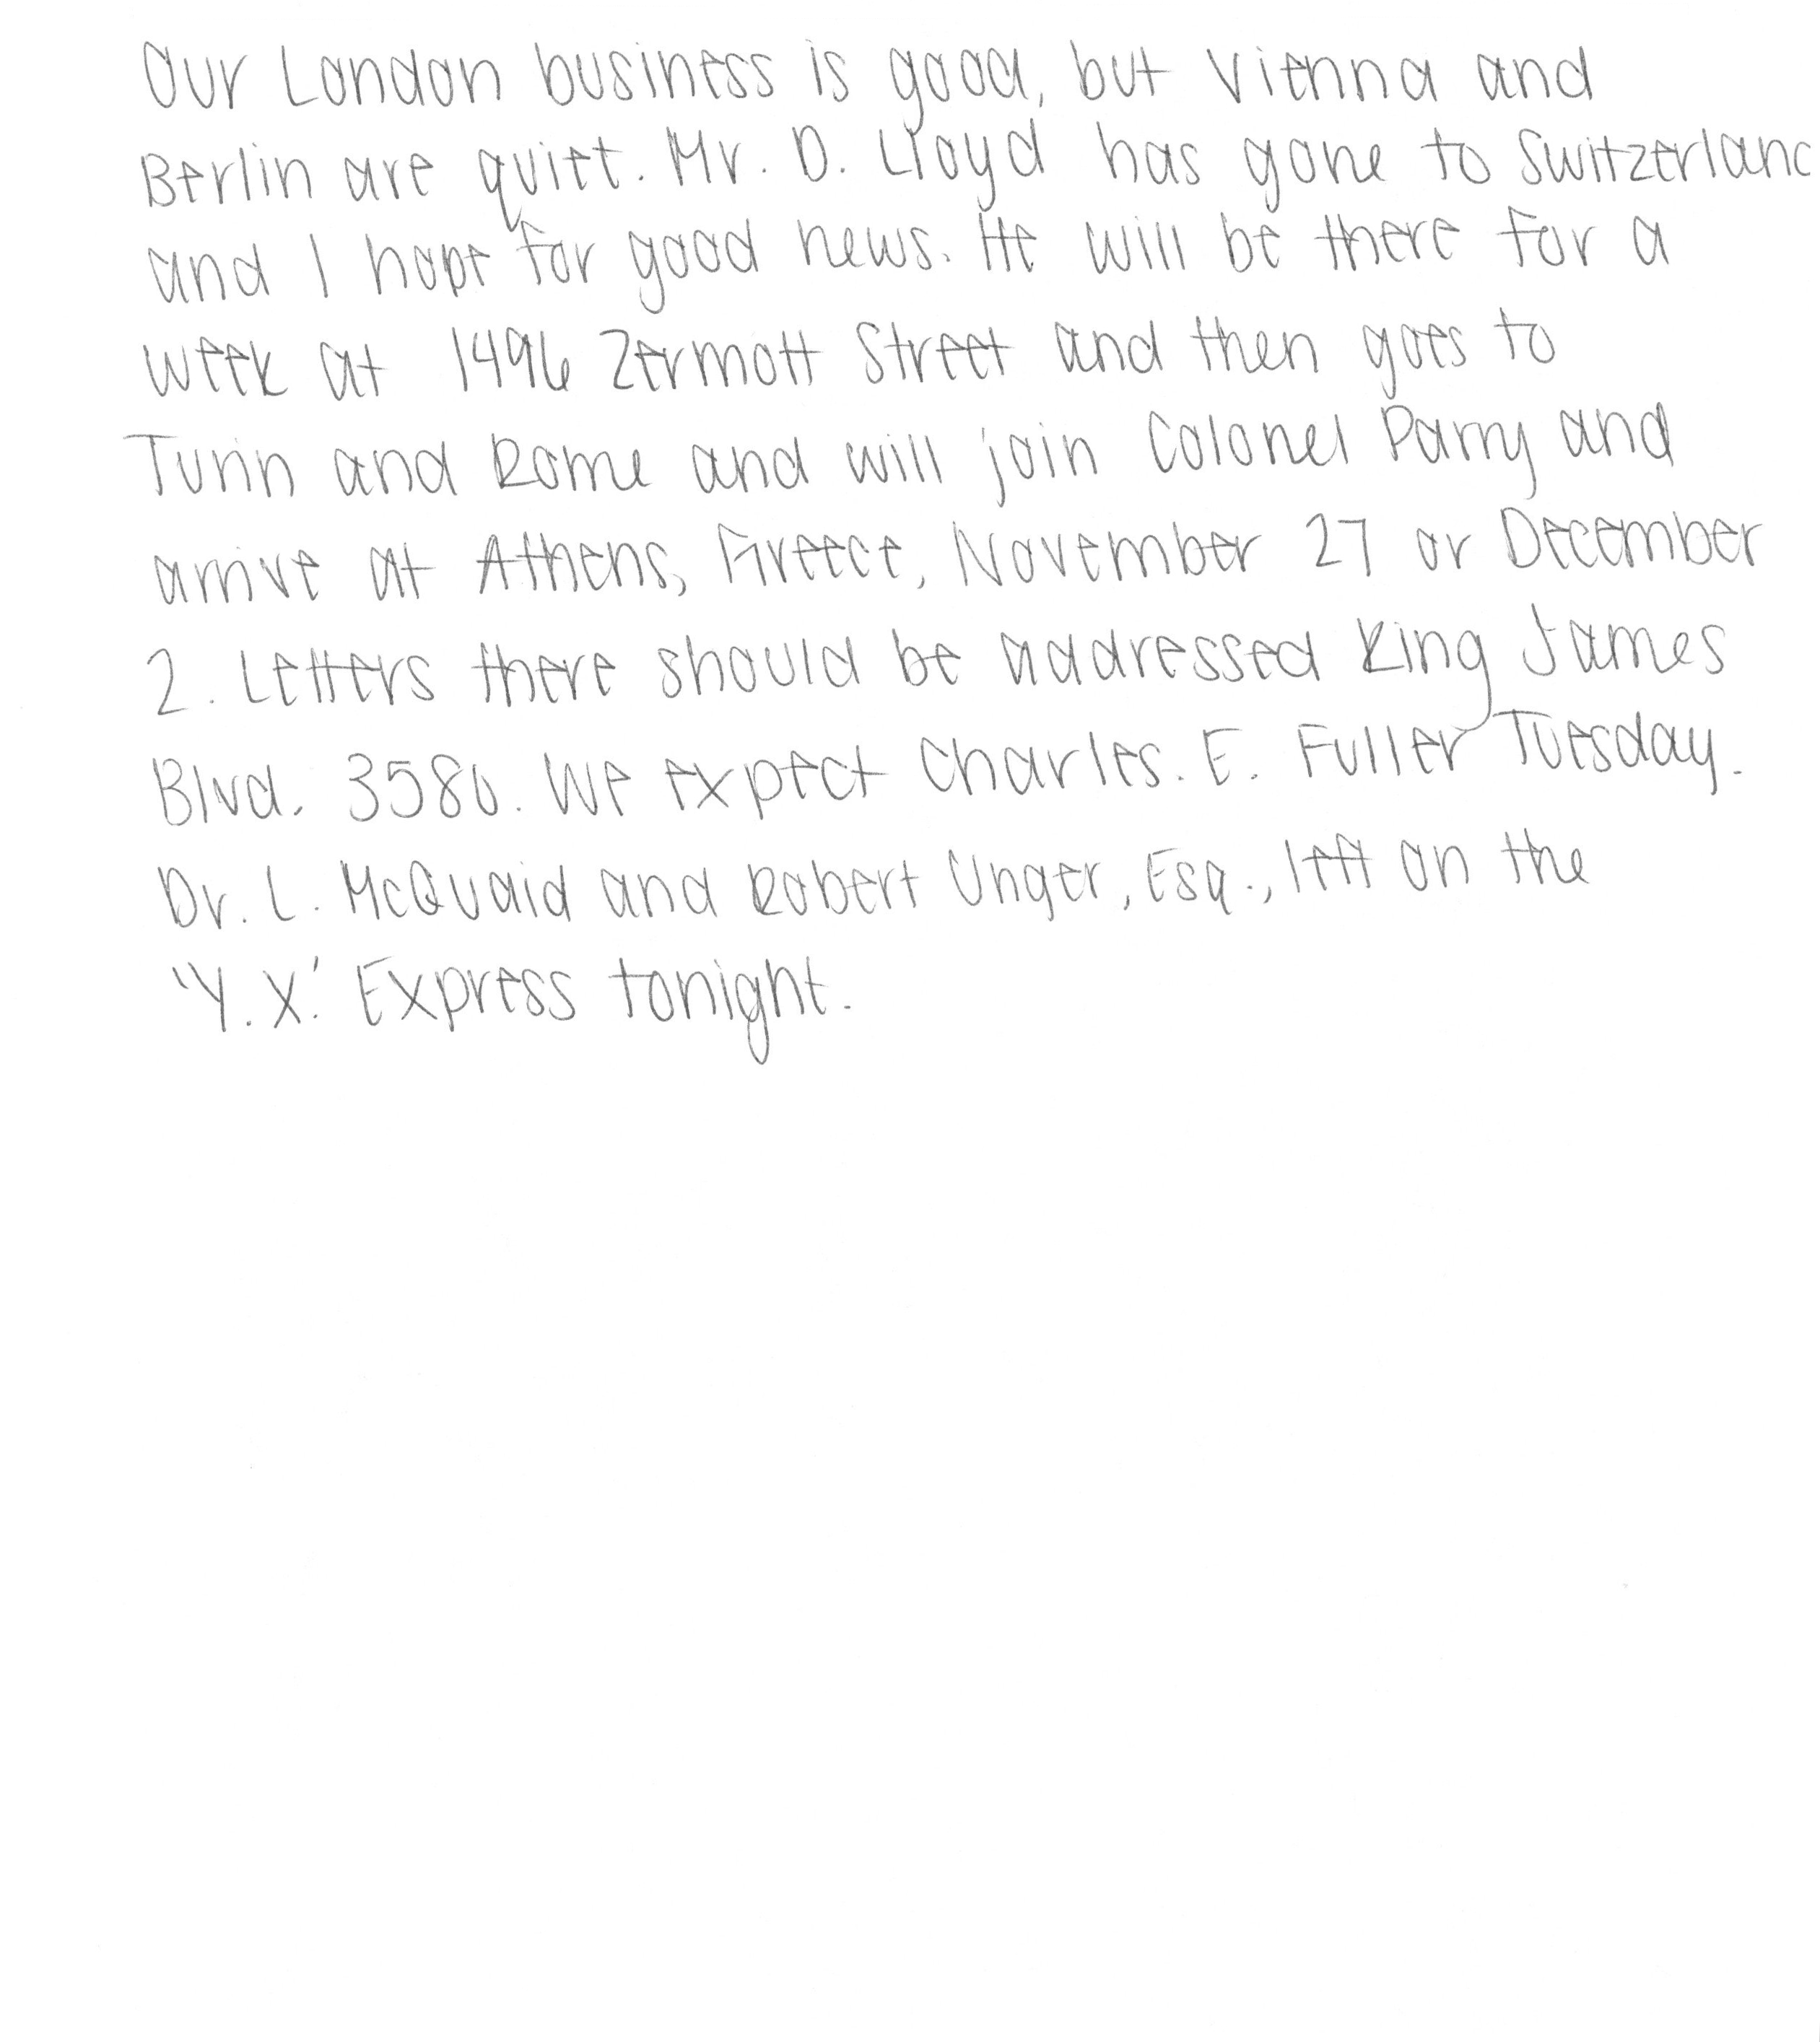 Our London business is good, but Vienna and
Berlin are quiet. Mr. D. Lloyd has gone to Switzerland
and I hope for good news. He will be there for a
week at 1496 Zermott Street and then goes to
Turin and Rome and will join Colonel Parry and
arrive at Athens, Greece, November 27 or December
2. Letters there should be addressed King James
Blvd. 3580. We expect Charles. E. Fuller Tuesday.
Dr. L. McQuaid and Robert Unger, Esq., left on the
'Y.X.' Express tonight.